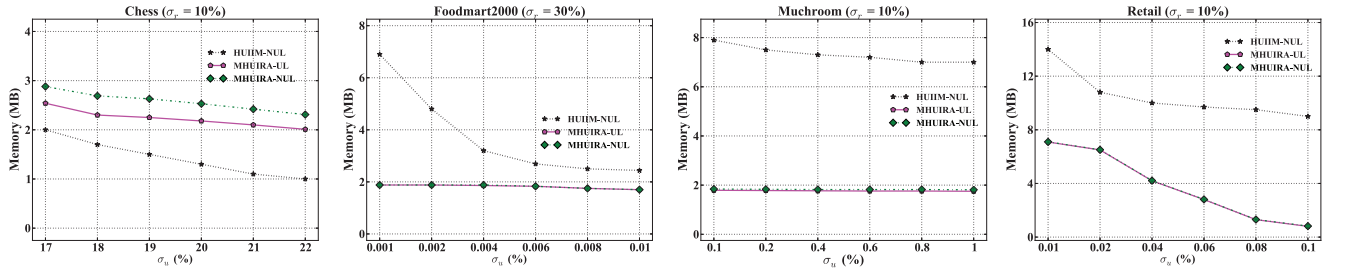 Chess (σr = 10%)
4
3
2
1
0
Memory (MB)
HUIIM-NUL
MHUIRA-UL
MHUIRA-NUL
17 18 19 20 21 22
σu (%)
Foodmart2000 (σr = 30%)
8
6
4
2
0
Memory (MB)
HUIIM-NUL
MHUIRA-UL
MHUIRA-NUL
0.001 0.002 0.004 0.006 0.008 0.01
σu (%)
Muchroom (σr = 10%)
8
6
4
2
0
Memory (MB)
HUIIM-NUL
MHUIRA-UL
MHUIRA-NUL
0.1 0.2 0.4 0.6 0.8 1
σu (%)
Retail (σr = 10%)
16
12
8
4
0
Memory (MB)
HUIIM-NUL
MHUIRA-UL
MHUIRA-NUL
0.01 0.02 0.04 0.06 0.08 0.1
σu (%)